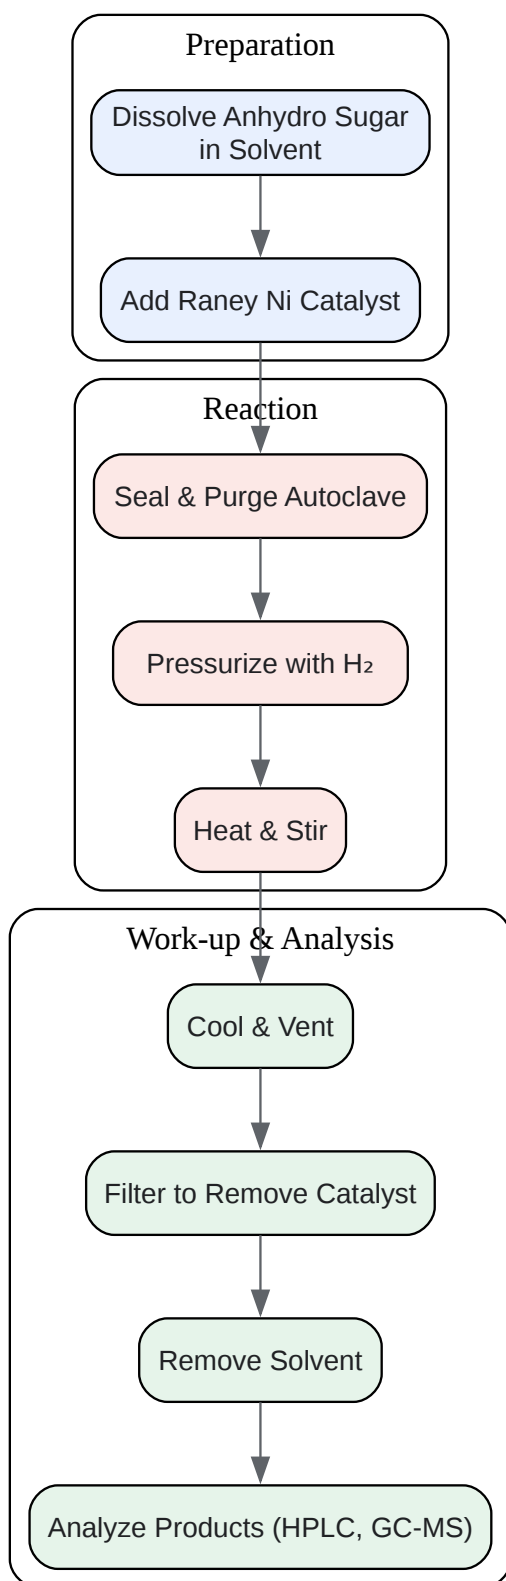 Preparation
Dissolve Anhydro Sugar
in Solvent
Add Raney Ni Catalyst
Reaction
Seal & Purge Autoclave
Pressurize with H₂
Heat & Stir
Work-up & Analysis
Cool & Vent
Filter to Remove Catalyst
Remove Solvent
Analyze Products (HPLC, GC-MS)